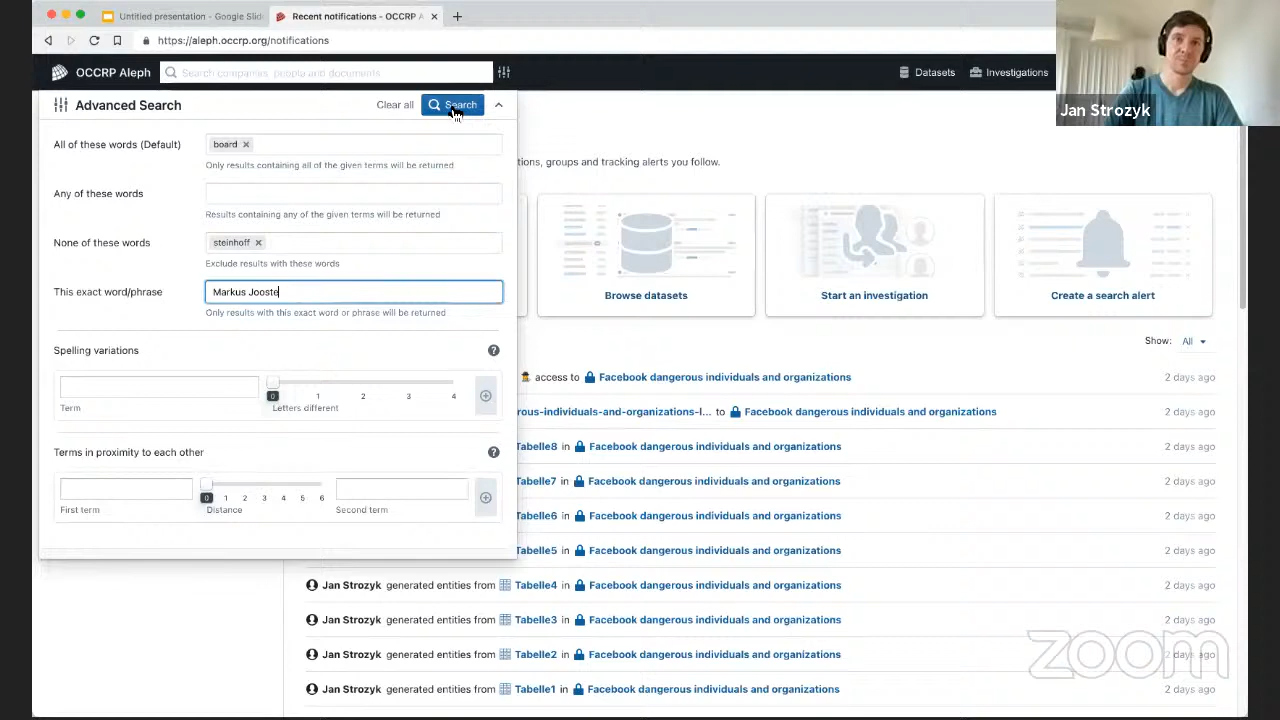 Untitled presentation - Google Slid
Recent notifications - OCCRP A
https://aleph.occrp.org/notifications
OCCRP Aleph
Search companies, people and documents
Datasets
Investigations
Jan Strozyk
Advanced Search
Clear all
Search
All of these words (Default)
board
Only results containing all of the given terms will be returned
tions, groups and tracking alerts you follow.
Any of these words
Results containing any of the given terms will be returned
None of these words
steinhoff
Exclude results with these words
This exact word/phrase
Markus Jooste
Only results with this exact word or phrase will be returned
Browse datasets
Start an investigation
Create a search alert
Spelling variations
Show: All
Term
0 1 2 3 4
Letters different
Terms in proximity to each other
First term
0 1 2 3 4 5 6
Distance
Second term
access to Facebook dangerous individuals and organizations 2 days ago
rous-individuals-and-organizations-l... to Facebook dangerous individuals and organizations 2 days ago
Tabelle8 in Facebook dangerous individuals and organizations 2 days ago
Tabelle7 in Facebook dangerous individuals and organizations 2 days ago
Tabelle6 in Facebook dangerous individuals and organizations 2 days ago
Tabelle5 in Facebook dangerous individuals and organizations 2 days ago
Jan Strozyk generated entities from Tabelle4 in Facebook dangerous individuals and organizations 2 days ago
Jan Strozyk generated entities from Tabelle3 in Facebook dangerous individuals and organizations 2 days ago
Jan Strozyk generated entities from Tabelle2 in Facebook dangerous individuals and organizations 2 days ago
Jan Strozyk generated entities from Tabelle1 in Facebook dangerous individuals and organizations 2 days ago
zoom